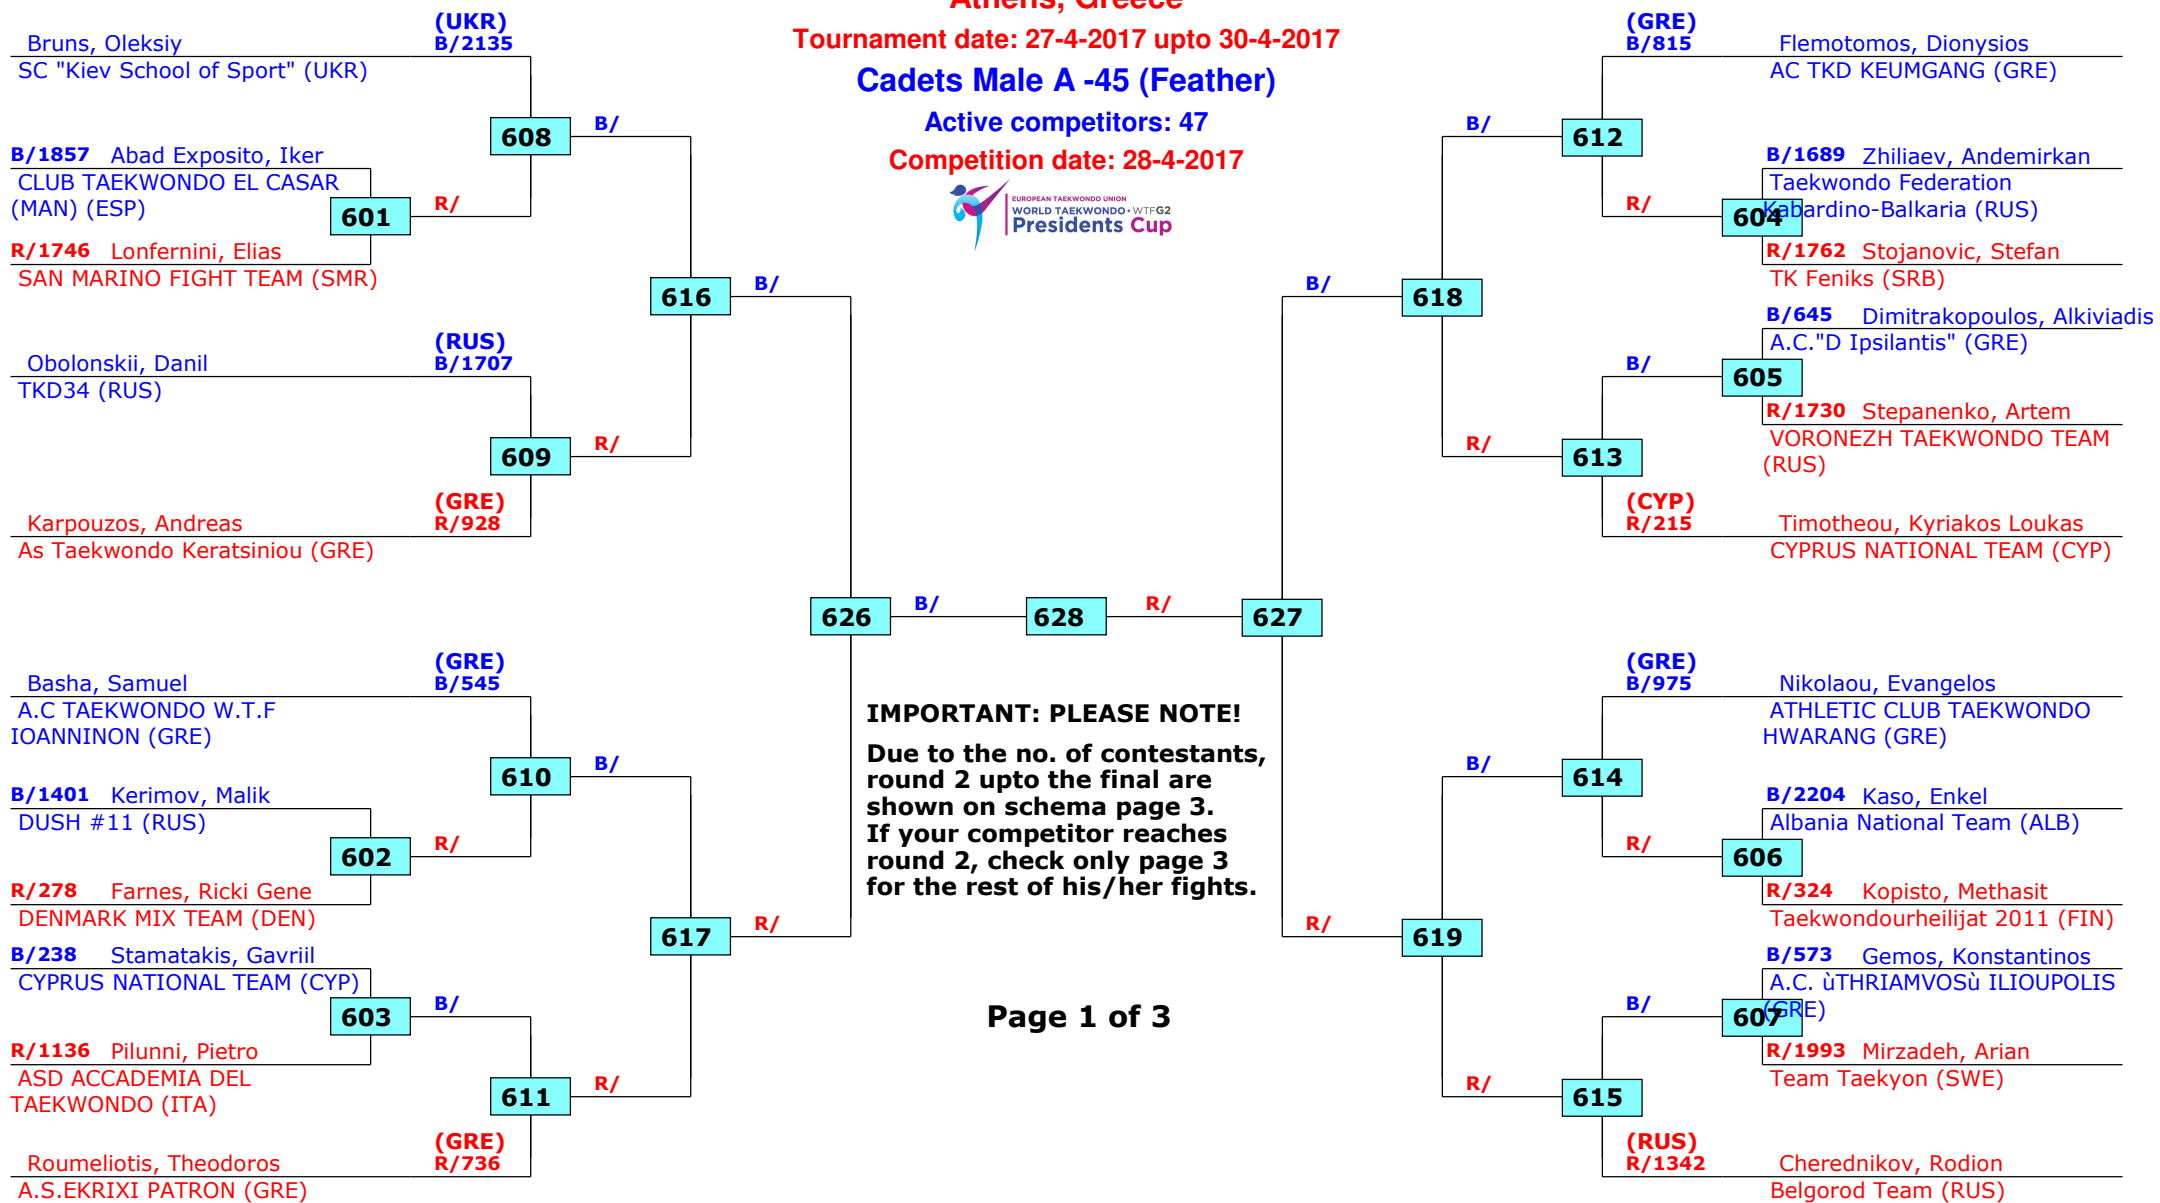 Athens, Greece
Tournament date: 27-4-2017 upto 30-4-2017
Cadets Male A -45 (Feather)
Active competitors: 47
Competition date: 28-4-2017
EUROPEAN TAEKWONDO UNION
WORLD TAEKWONDO • WTF G2
Presidents Cup
(UKR)
Bruns, Oleksiy B/2135
SC "Kiev School of Sport" (UKR)
608 B/
B/1857 Abad Exposito, Iker
CLUB TAEKWONDO EL CASAR
(MAN) (ESP)
601 R/
R/1746 Lonfernini, Elias
SAN MARINO FIGHT TEAM (SMR)
616 B/
(RUS)
Obolonskii, Danil B/1707
TKD34 (RUS)
609 R/
(GRE)
Karpouzos, Andreas R/928
As Taekwondo Keratsiniou (GRE)
626 B/ 628 R/ 627
(GRE)
Basha, Samuel B/545
A.C TAEKWONDO W.T.F
IOANNINON (GRE)
610 B/
B/1401 Kerimov, Malik
DUSH #11 (RUS)
602 R/
R/278 Farnes, Ricki Gene
DENMARK MIX TEAM (DEN)
617 R/
B/238 Stamatakis, Gavriil
CYPRUS NATIONAL TEAM (CYP)
603 B/
R/1136 Pilunni, Pietro
ASD ACCADEMIA DEL
TAEKWONDO (ITA)
611 R/
(GRE)
Roumeliotis, Theodoros R/736
A.S.EKRIXI PATRON (GRE)
IMPORTANT: PLEASE NOTE!
Due to the no. of contestants,
round 2 upto the final are
shown on schema page 3.
If your competitor reaches
round 2, check only page 3
for the rest of his/her fights.
Page 1 of 3
(GRE)
B/815 Flemotomos, Dionysios
AC TKD KEUMGANG (GRE)
B/ 612
B/1689 Zhiliaev, Andemirkan
Taekwondo Federation
Kabardino-Balkaria (RUS)
R/ 604
R/1762 Stojanovic, Stefan
TK Feniks (SRB)
B/ 618
B/645 Dimitrakopoulos, Alkiviadis
A.C."D Ipsilantis" (GRE)
B/ 605
R/1730 Stepanenko, Artem
VORONEZH TAEKWONDO TEAM
(RUS)
R/ 613
(CYP)
R/215 Timotheou, Kyriakos Loukas
CYPRUS NATIONAL TEAM (CYP)
(GRE)
B/975 Nikolaou, Evangelos
ATHLETIC CLUB TAEKWONDO
HWARANG (GRE)
B/ 614
B/2204 Kaso, Enkel
Albania National Team (ALB)
R/ 606
R/324 Kopisto, Methasit
Taekwondourheilijat 2011 (FIN)
R/ 619
B/573 Gemos, Konstantinos
A.C. ùTHRIAMVOSù ILIOUPOLIS
(GRE)
B/ 607
R/1993 Mirzadeh, Arian
Team Taekyon (SWE)
R/ 615
(RUS)
R/1342 Cherednikov, Rodion
Belgorod Team (RUS)